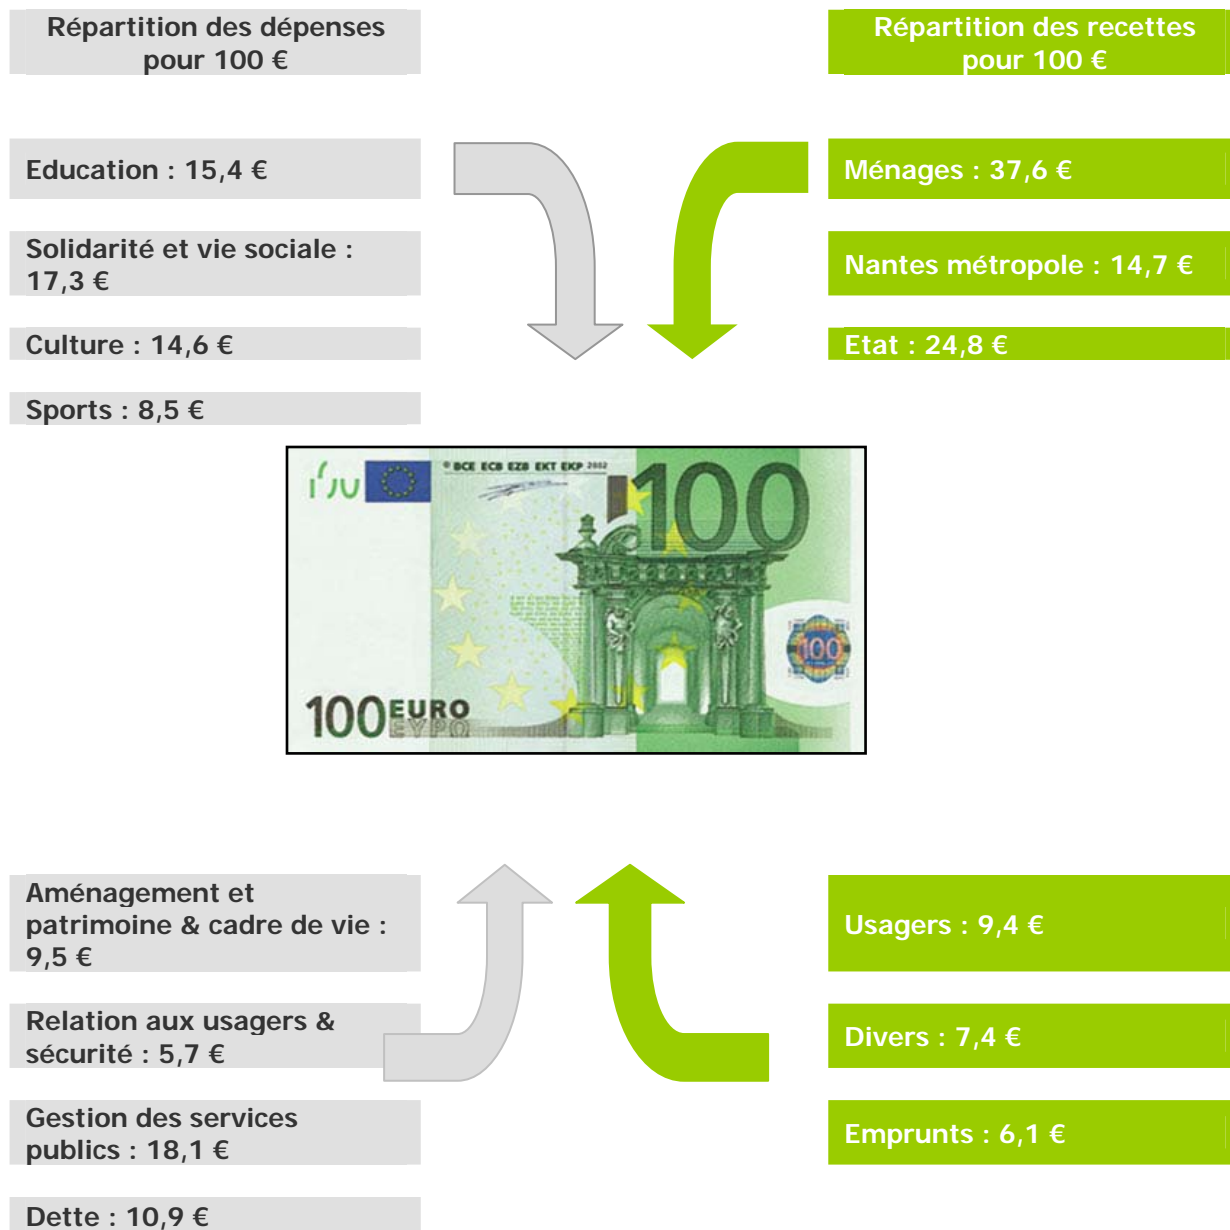 Répartition des dépenses
pour 100 €
Répartition des recettes
pour 100 €
Education : 15,4 €
Ménages : 37,6 €
Solidarité et vie sociale :
17,3 €
Nantes métropole : 14,7 €
Culture : 14,6 €
Etat : 24,8 €
Sports : 8,5 €
© BCE ECB EZB EKT EKP 2002
100
100
100 EURO
ΕΥΡΩ
Aménagement et
patrimoine & cadre de vie :
9,5 €
Usagers : 9,4 €
Relation aux usagers &
sécurité : 5,7 €
Divers : 7,4 €
Gestion des services
publics : 18,1 €
Emprunts : 6,1 €
Dette : 10,9 €